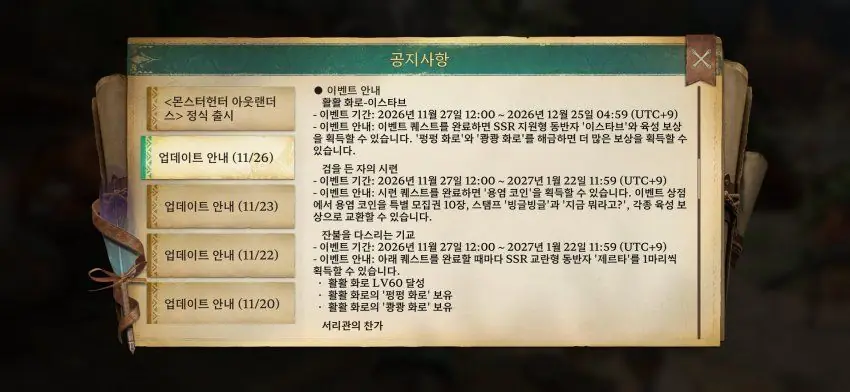 공지사항
<몬스터헌터 아웃랜더
스> 정식 출시
업데이트 안내 (11/26)
업데이트 안내 (11/23)
업데이트 안내 (11/22)
업데이트 안내 (11/20)
● 이벤트 안내
활활 화로-이스타브
- 이벤트 기간: 2026년 11월 27일 12:00 ~ 2026년 12월 25일 04:59 (UTC+9)
- 이벤트 안내: 이벤트 퀘스트를 완료하면 SSR 지원형 동반자 '이스타브'와 육성 보상
을 획득할 수 있습니다. '펑펑 화로'와 '쾅쾅 화로'를 해금하면 더 많은 보상을 획득할 수
있습니다.
검을 든 자의 시련
- 이벤트 기간: 2026년 11월 27일 12:00 ~ 2027년 1월 22일 11:59 (UTC+9)
- 이벤트 안내: 시련 퀘스트를 완료하면 '용염 코인'을 획득할 수 있습니다. 이벤트 상점
에서 용염 코인을 특별 모집권 10장, 스탬프 '빙글빙글'과 '지금 뭐라고?', 각종 육성 보
상으로 교환할 수 있습니다.
잔불을 다스리는 기교
- 이벤트 기간: 2026년 11월 27일 12:00 ~ 2027년 1월 22일 11:59 (UTC+9)
- 이벤트 안내: 아래 퀘스트를 완료할 때마다 SSR 교란형 동반자 '제르타'를 1마리씩
획득할 수 있습니다.
· 활활 화로 LV60 달성
· 활활 화로의 '펑펑 화로' 보유
· 활활 화로의 '쾅쾅 화로' 보유
서리관의 찬가